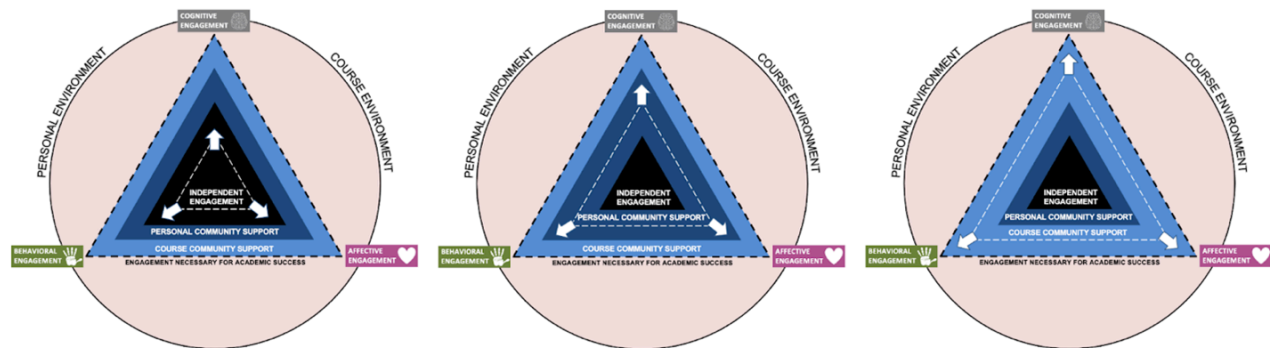 COGNITIVE
ENGAGEMENT
PERSONAL ENVIRONMENT
COURSE ENVIRONMENT
INDEPENDENT
ENGAGEMENT
PERSONAL COMMUNITY SUPPORT
COURSE COMMUNITY SUPPORT
BEHAVIORAL
ENGAGEMENT
AFFECTIVE
ENGAGEMENT
ENGAGEMENT NECESSARY FOR ACADEMIC SUCCESS
COGNITIVE
ENGAGEMENT
PERSONAL ENVIRONMENT
COURSE ENVIRONMENT
INDEPENDENT
ENGAGEMENT
PERSONAL COMMUNITY SUPPORT
COURSE COMMUNITY SUPPORT
BEHAVIORAL
ENGAGEMENT
AFFECTIVE
ENGAGEMENT
ENGAGEMENT NECESSARY FOR ACADEMIC SUCCESS
COGNITIVE
ENGAGEMENT
PERSONAL ENVIRONMENT
COURSE ENVIRONMENT
INDEPENDENT
ENGAGEMENT
PERSONAL COMMUNITY SUPPORT
COURSE COMMUNITY SUPPORT
BEHAVIORAL
ENGAGEMENT
AFFECTIVE
ENGAGEMENT
ENGAGEMENT NECESSARY FOR ACADEMIC SUCCESS